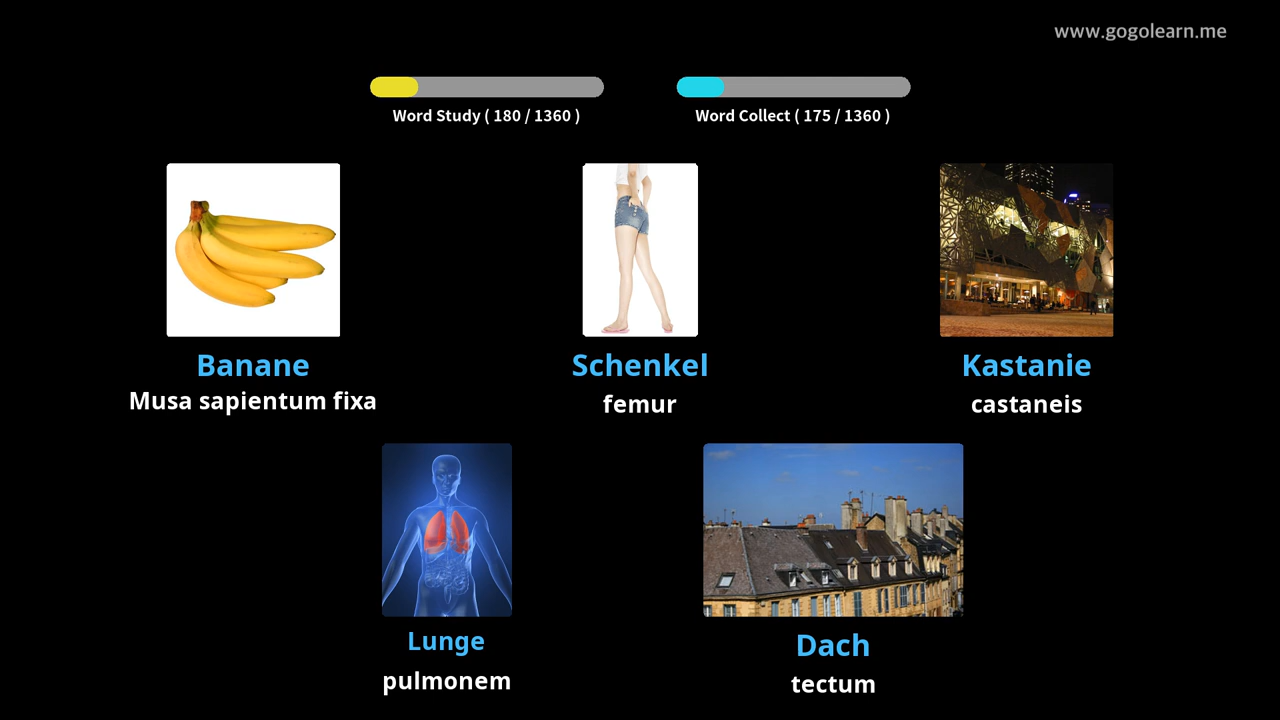 www.gogolearn.me
Word Study ( 180 / 1360 )
Word Collect ( 175 / 1360 )
Banane
Musa sapientum fixa
Schenkel
femur
Kastanie
castaneis
Lunge
pulmonem
Dach
tectum